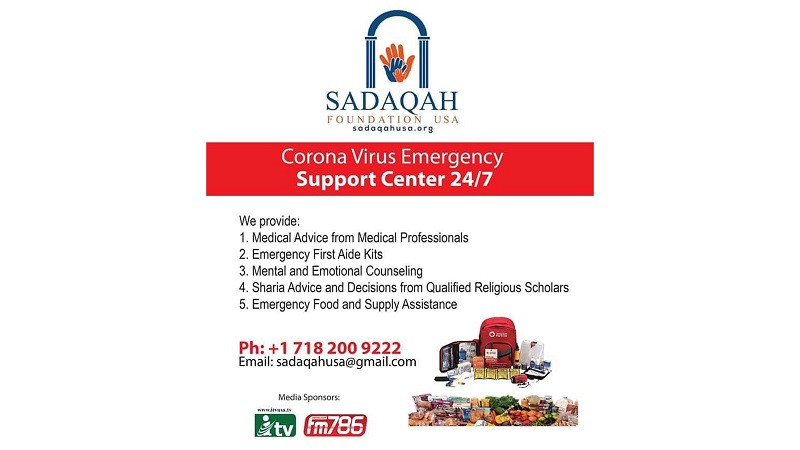 SADAQAH
FOUNDATION USA
sadaqahusa.org
Corona Virus Emergency
Support Center 24/7
We provide:
1. Medical Advice from Medical Professionals
2. Emergency First Aide Kits
3. Mental and Emotional Counseling
4. Sharia Advice and Decisions from Qualified Religious Scholars
5. Emergency Food and Supply Assistance
Ph: +1 718 200 9222
Email: sadaqahusa@gmail.com
Media Sponsors:
www.itvusa.tv
itv
fm786